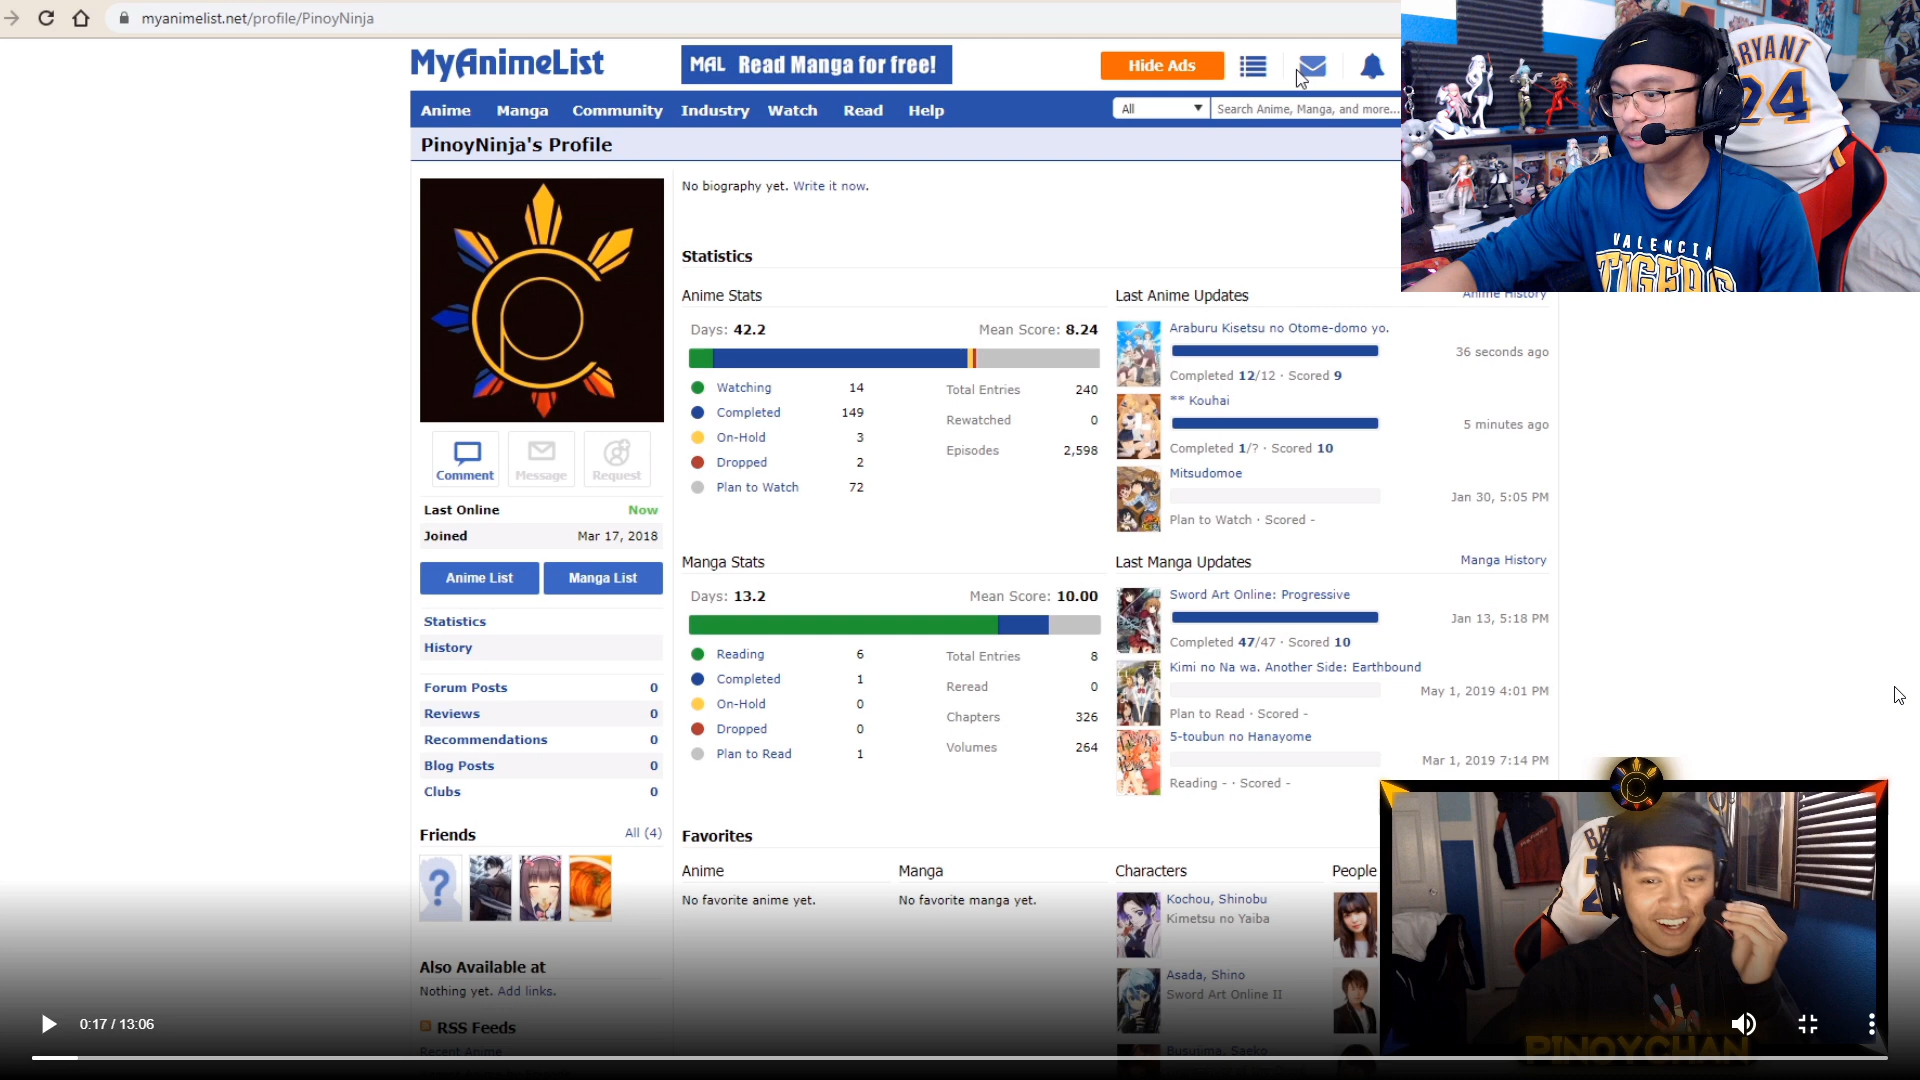 myanimelist.net/profile/PinoyNinja
MyAnimeList
MAL Read Manga for free!
Hide Ads
Anime Manga Community Industry Watch Read Help
All
Search Anime, Manga, and more...
PinoyNinja's Profile
No biography yet. Write it now.
Statistics
Anime Stats
Days: 42.2
Mean Score: 8.24
Watching 14
Completed 149
On-Hold 3
Dropped 2
Plan to Watch 72
Total Entries 240
Rewatched 0
Episodes 2,598
Last Anime Updates
Anime History
Araburu Kisetsu no Otome-domo yo.
36 seconds ago
Completed 12/12 · Scored 9
** Kouhai
5 minutes ago
Completed 1/? · Scored 10
Mitsudomoe
Jan 30, 5:05 PM
Plan to Watch · Scored -
Comment
Message
Request
Last Online Now
Joined Mar 17, 2018
Anime List
Manga List
Statistics
History
Forum Posts 0
Reviews 0
Recommendations 0
Blog Posts 0
Clubs 0
Manga Stats
Days: 13.2
Mean Score: 10.00
Reading 6
Completed 1
On-Hold 0
Dropped 0
Plan to Read 1
Total Entries 8
Reread 0
Chapters 326
Volumes 264
Last Manga Updates
Manga History
Sword Art Online: Progressive
Jan 13, 5:18 PM
Completed 47/47 · Scored 10
Kimi no Na wa. Another Side: Earthbound
May 1, 2019 4:01 PM
Plan to Read · Scored -
5-toubun no Hanayome
Mar 1, 2019 7:14 PM
Reading - · Scored -
Friends All (4)
?
Also Available at
Nothing yet. Add links.
RSS Feeds
Recent Anime
Favorites
Anime
No favorite anime yet.
Manga
No favorite manga yet.
Characters
Kochou, Shinobu
Kimetsu no Yaiba
Asada, Shino
Sword Art Online II
Busujima, Saeko
People
BRYANT
24
VALENCIA
TIGERS
PINOYCHAN
0:17 / 13:06